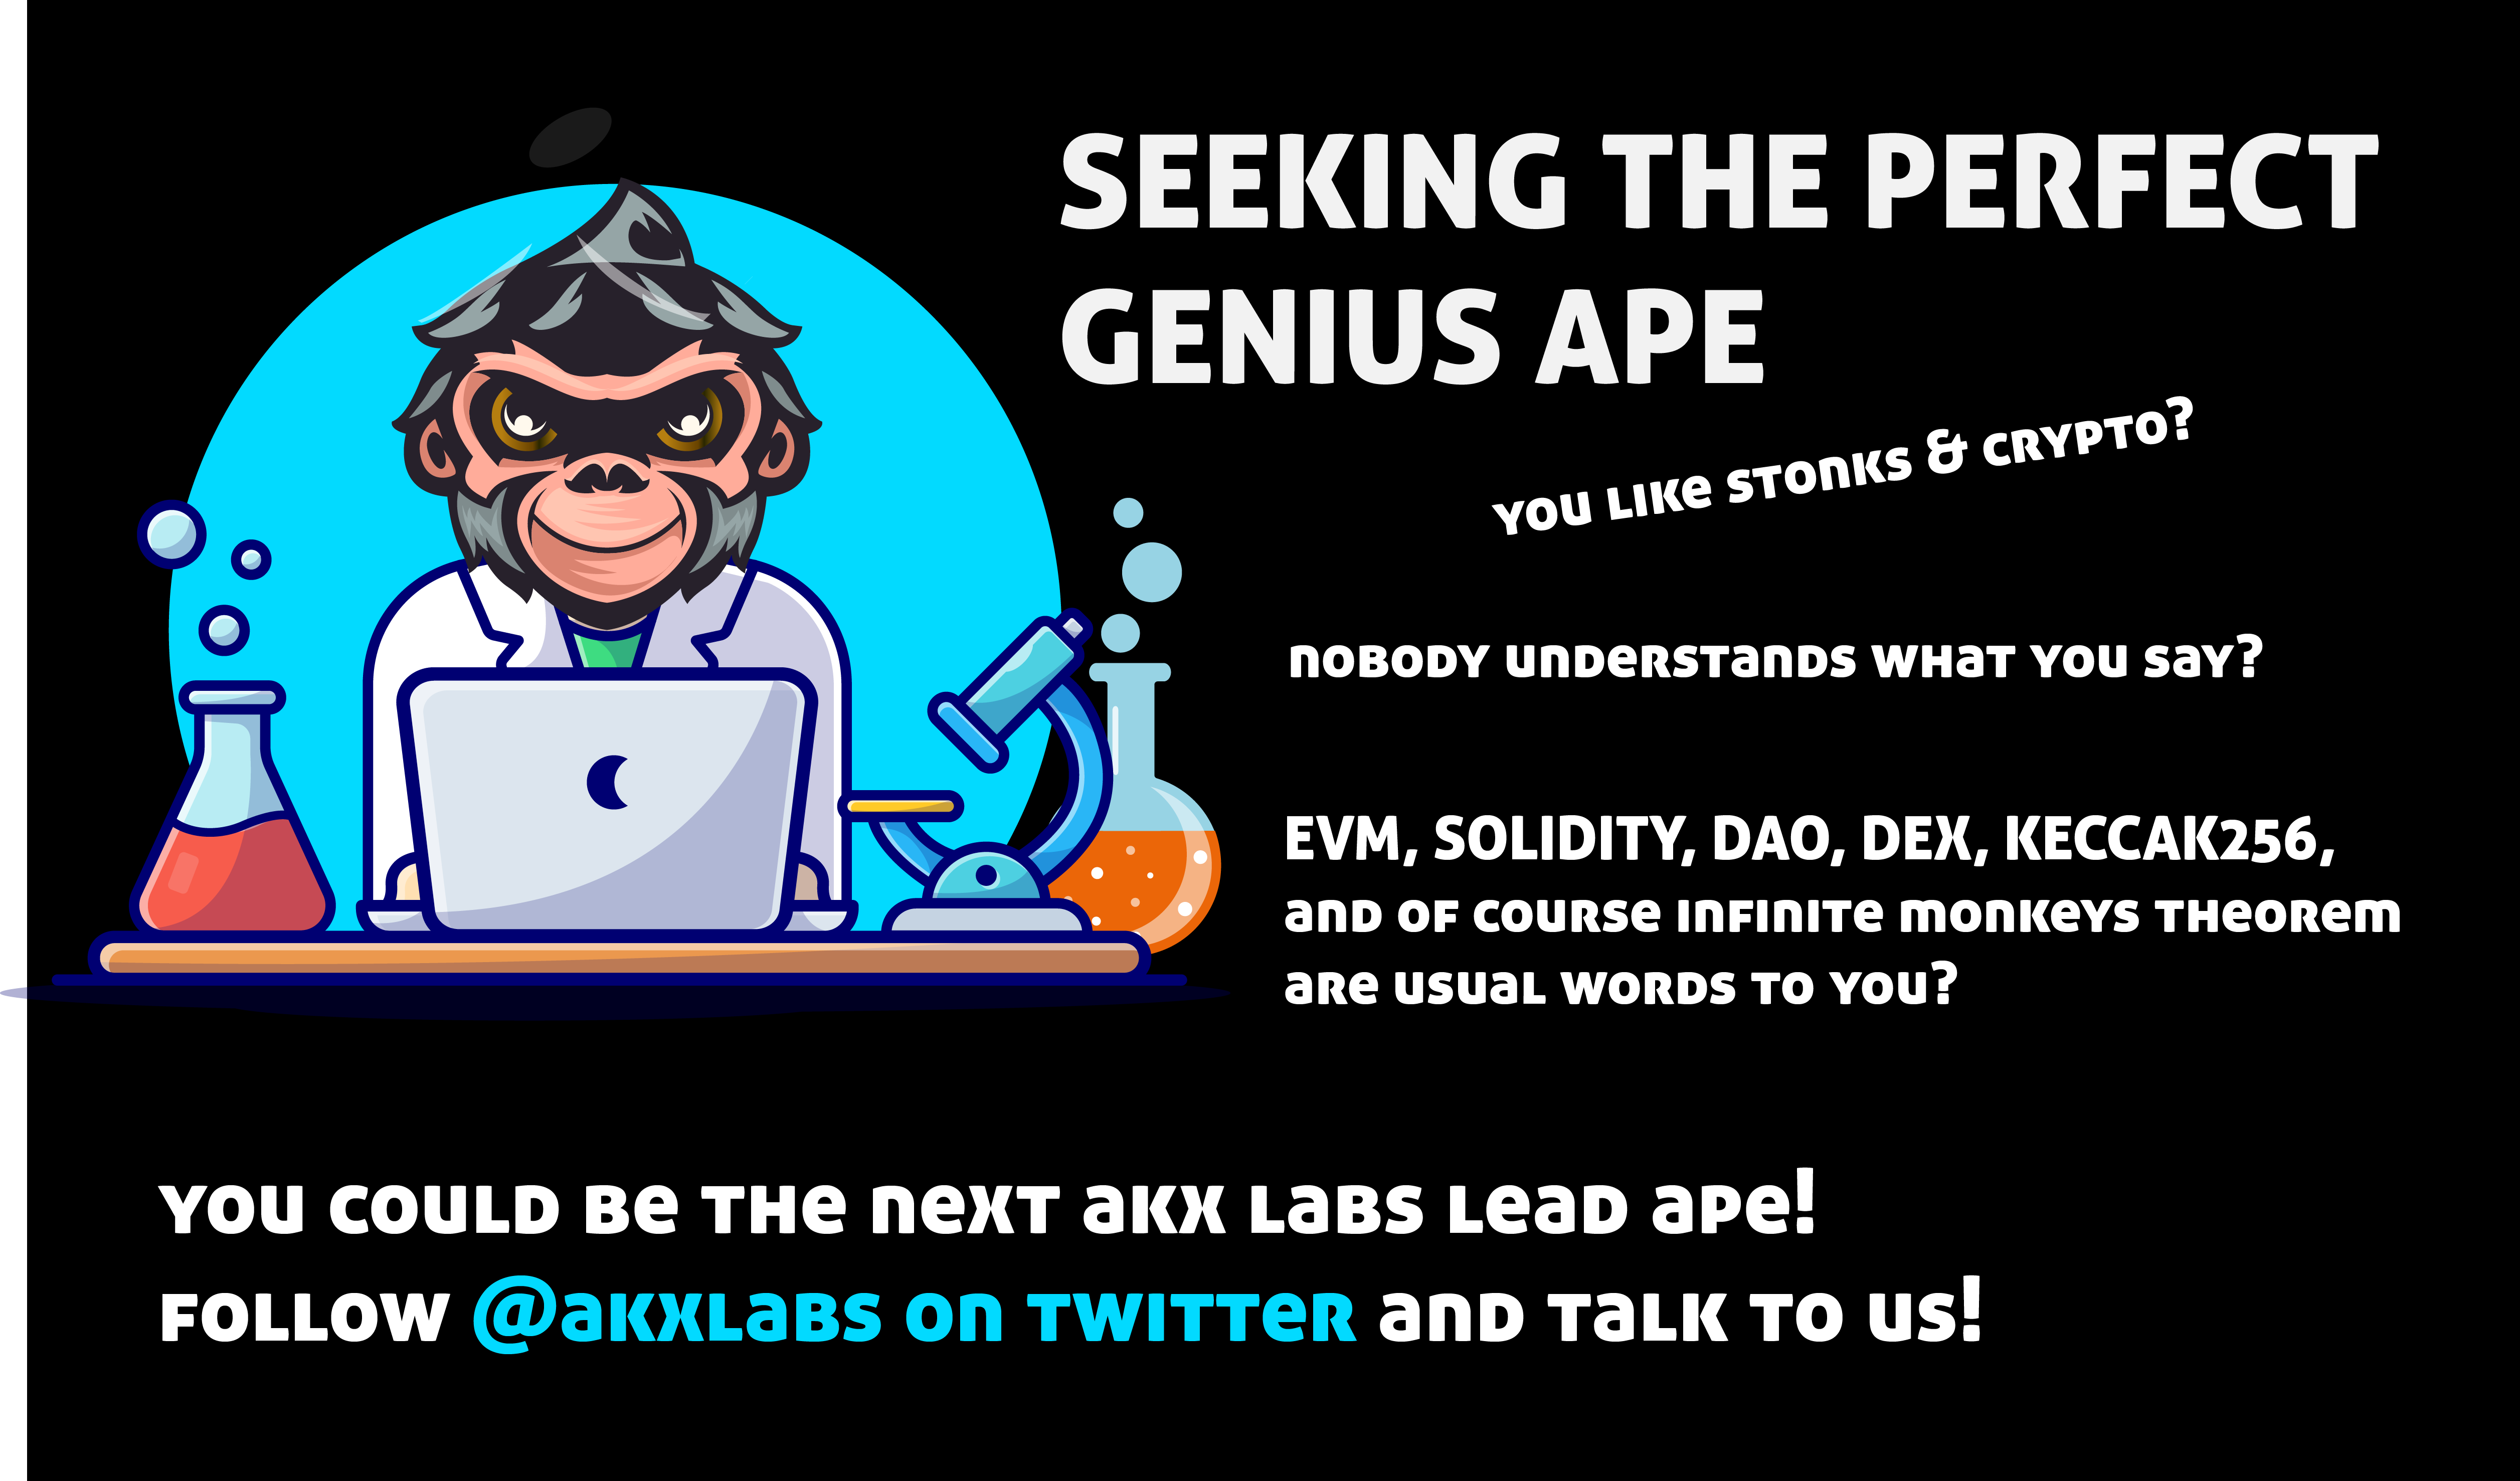 SEEKING THE PERFECT
GENIUS APE
YOU LIKE STONKS & CRYPTO?
NOBODY UNDERSTANDS WHAT YOU SAY?
EVM, SOLIDITY, DAO, DEX, KECCAK256,
AND OF COURSE INFINITE MONKEYS THEOREM
ARE USUAL WORDS TO YOU?
YOU COULD BE THE NEXT AKX LABS LEAD APE!
FOLLOW @AKXLABS ON TWITTER AND TALK TO US!